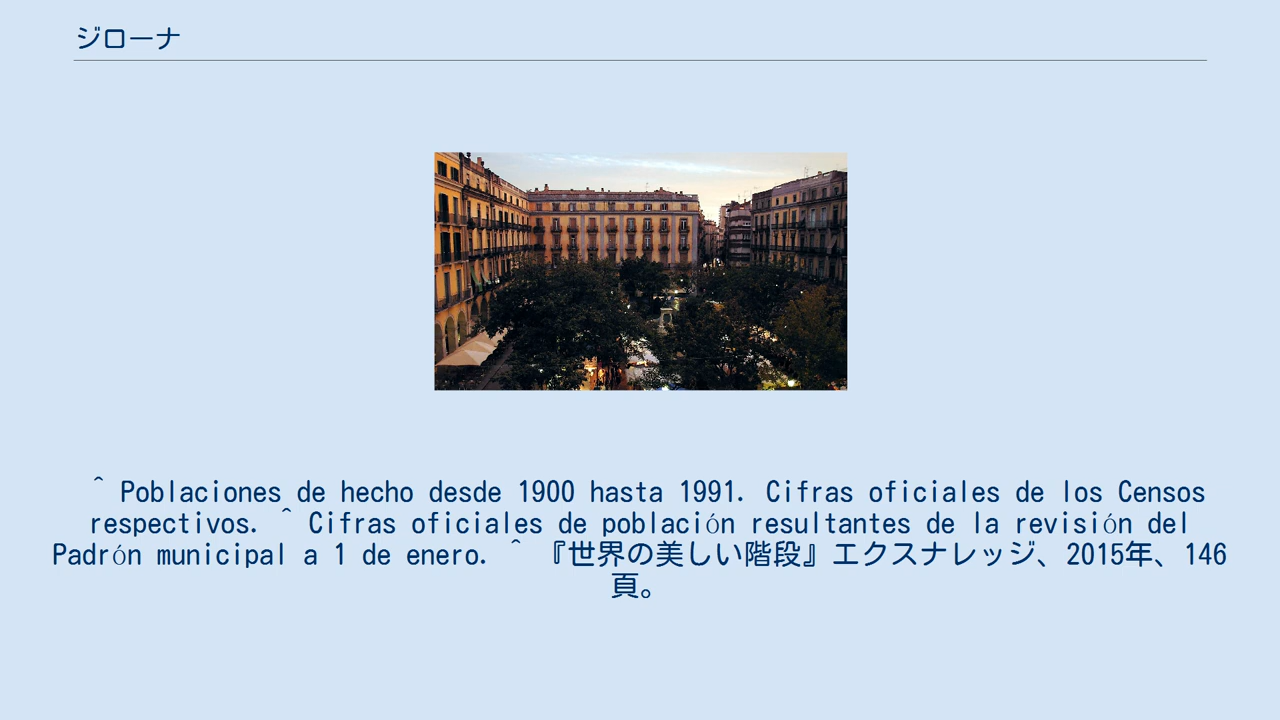 ジローナ
^ Poblaciones de hecho desde 1900 hasta 1991. Cifras oficiales de los Censos
respectivos. ^ Cifras oficiales de población resultantes de la revisión del
Padrón municipal a 1 de enero. ^ 『世界の美しい階段』エクスナレッジ、2015年、146
頁。